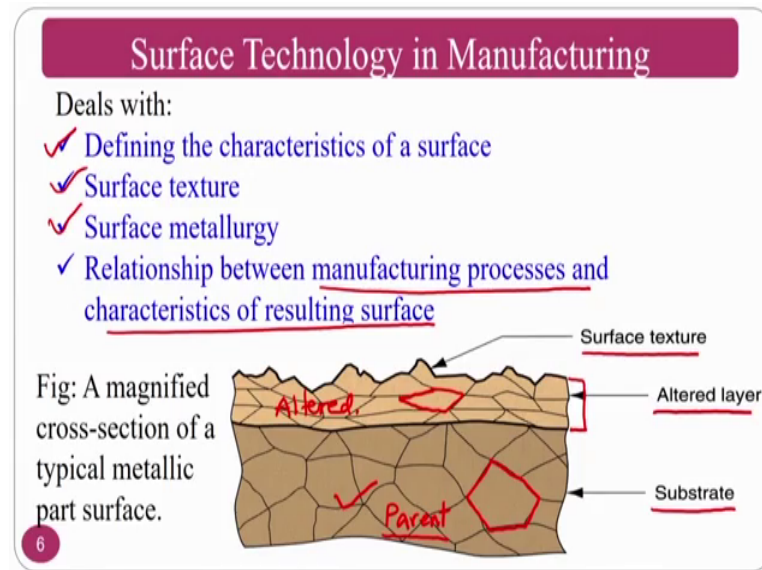 Surface Technology in Manufacturing
Deals with:
✓ Defining the characteristics of a surface
✓ Surface texture
✓ Surface metallurgy
✓ Relationship between manufacturing processes and
characteristics of resulting surface
Surface texture
Altered layer
Substrate
Altered.
Parent
Fig: A magnified
cross-section of a
typical metallic
part surface.
6